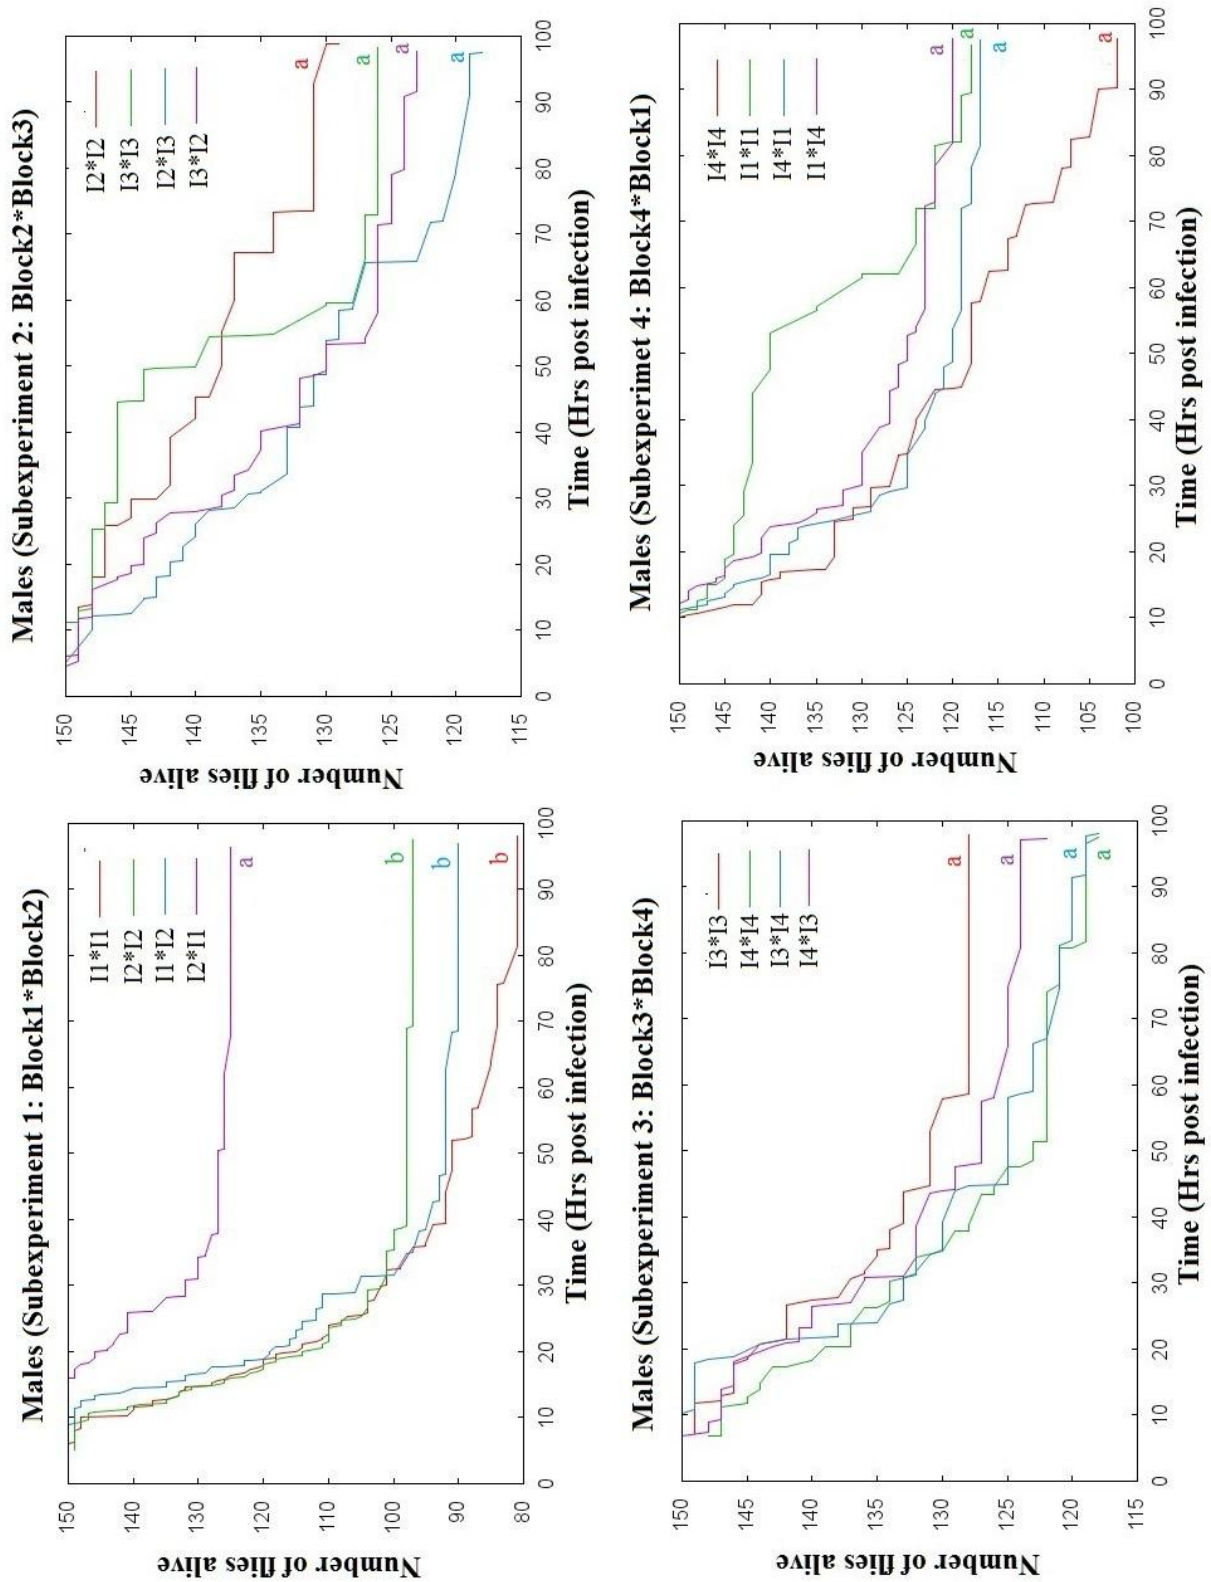 Males (Subexperiment 1: Block1*Block2)
I1*I1
I2*I2
I1*I2
I2*I1
Number of flies alive
150
140
130
120
110
100
90
80
a
b
b
b
0 10 20 30 40 50 60 70 80 90 100
Time (Hrs post infection)
Males (Subexperiment 2: Block2*Block3)
I2*I2
I3*I3
I2*I3
I3*I2
Number of flies alive
150
145
140
135
130
125
120
115
a
a
a
a
0 10 20 30 40 50 60 70 80 90 100
Time (Hrs post infection)
Males (Subexperiment 3: Block3*Block4)
I3*I3
I4*I4
I3*I4
I4*I3
Number of flies alive
150
145
140
135
130
125
120
115
a
a
a
a
0 10 20 30 40 50 60 70 80 90 100
Time (Hrs post infection)
Males (Subexperimet 4: Block4*Block1)
I4*I4
I1*I1
I4*I1
I1*I4
Number of flies alive
150
145
140
135
130
125
120
115
110
105
100
a
a
a
a
0 10 20 30 40 50 60 70 80 90 100
Time (Hrs post infection)